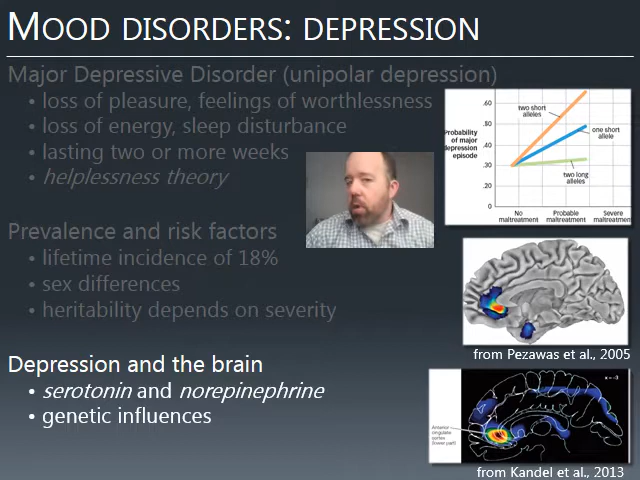 MOOD DISORDERS: DEPRESSION
Major Depressive Disorder (unipolar depression)
• loss of pleasure, feelings of worthlessness
• loss of energy, sleep disturbance
• lasting two or more weeks
• helplessness theory
Prevalence and risk factors
• lifetime incidence of 18%
• sex differences
• heritability depends on severity
Depression and the brain
• serotonin and norepinephrine
• genetic influences
.60
.50
.40
.30
.20
0
Probability
of major
depression
episode
two short
alleles
one short
allele
two long
alleles
No
maltreatment
Probable
maltreatment
Severe
maltreatment
from Pezawas et al., 2005
x = -3
Anterior
cingulate
cortex
(lower part)
from Kandel et al., 2013